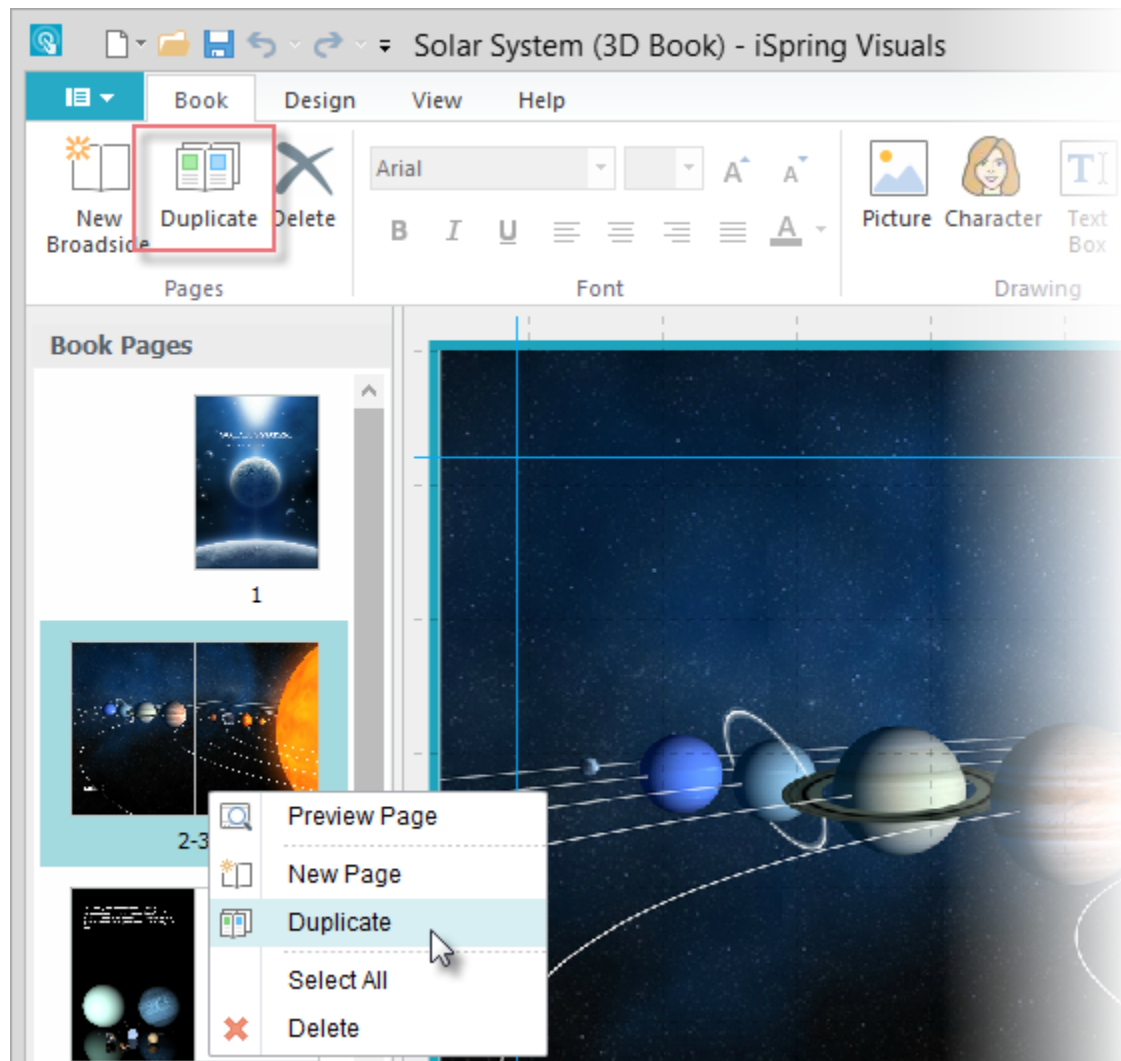 Solar System (3D Book) - iSpring Visuals
Book Design View Help
New Broadside
Duplicate
Delete
Pages
Arial
A A
B I U A
Font
Picture
Character
T
Text Box
Drawing
Book Pages
1
2-3
Preview Page
New Page
Duplicate
Select All
Delete